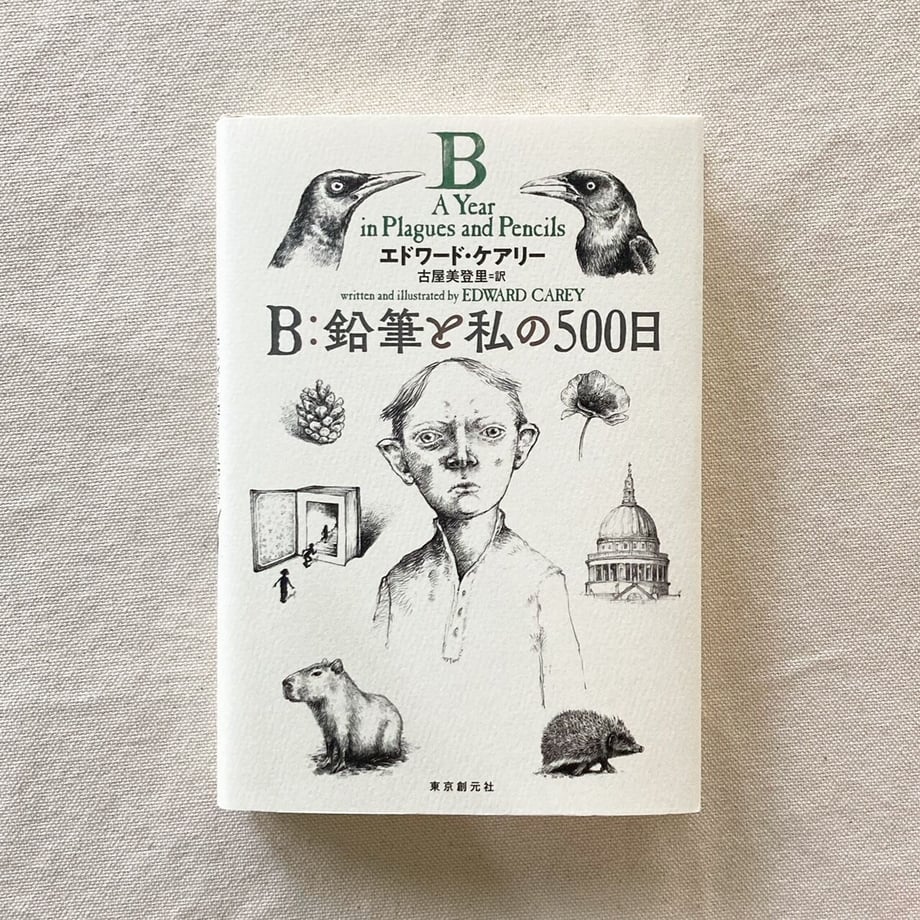 B
A Year
in Plagues and Pencils
エドワード・ケアリー
古屋美登里=訳
written and illustrated by EDWARD CAREY
B:鉛筆と私の500日
東京創元社